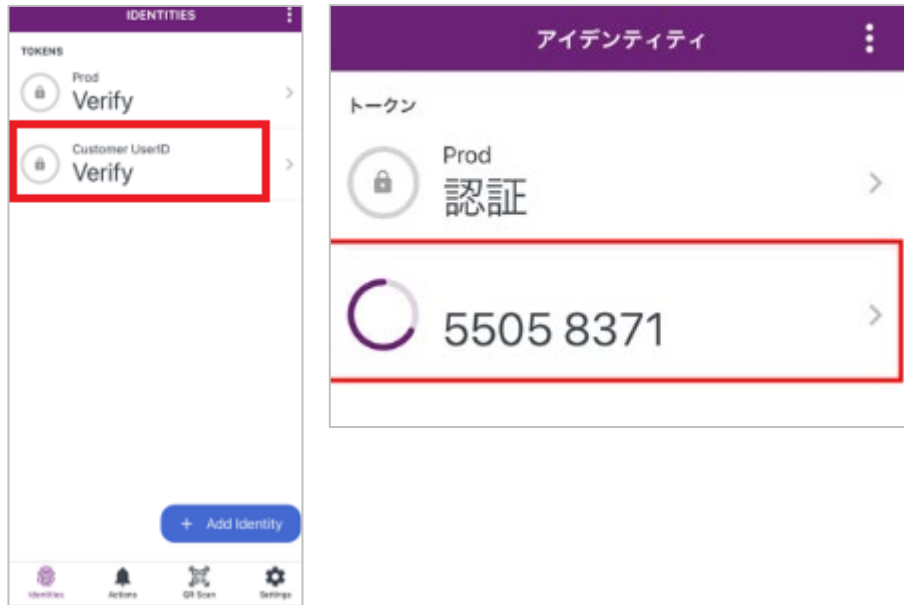 IDENTITIES
TOKENS
Prod
Verify
Customer UserID
Verify
+ Add Identity
Identities
Actions
QR Scan
Settings
アイデンティティ
トークン
Prod
認証
5505 8371